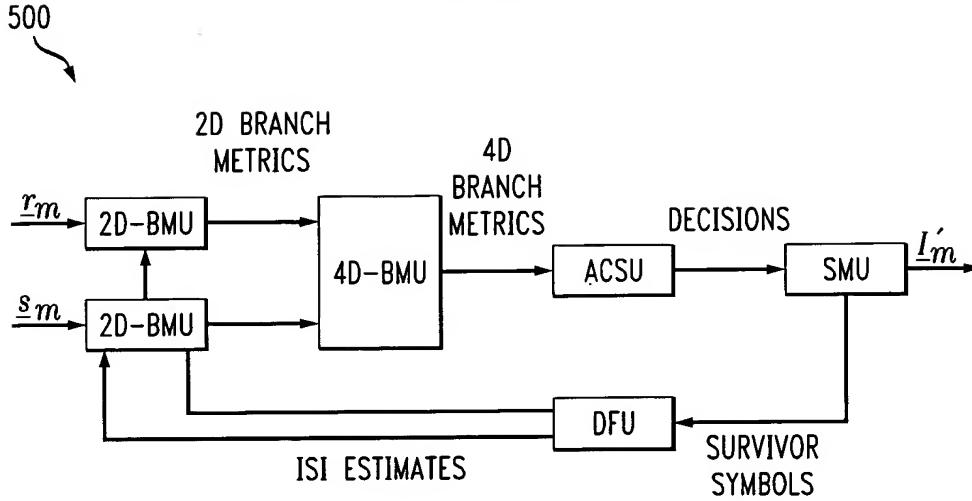 500
2D BRANCH
METRICS
4D
BRANCH
METRICS
DECISIONS
r_m
2D-BMU
s_m
2D-BMU
4D-BMU
ACSU
SMU
I'_m
DFU
ISI ESTIMATES
SURVIVOR
SYMBOLS